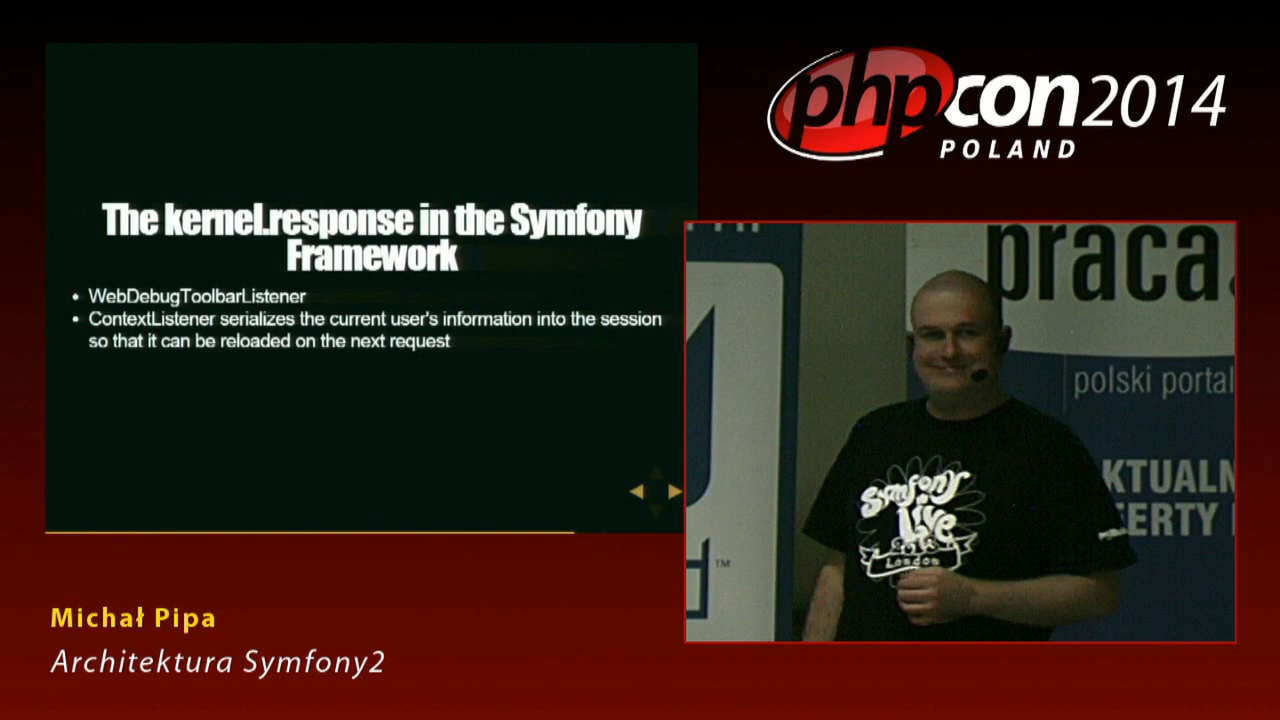 The kernel.response in the Symfony
Framework
• WebDebugToolbarListener
• ContextListener serializes the current user's information into the session
so that it can be reloaded on the next request
phpcon2014
POLAND
praca.
polski portal
KTUALN
ERTY
TM
Symfony
Live
London
Michał Pipa
Architektura Symfony2